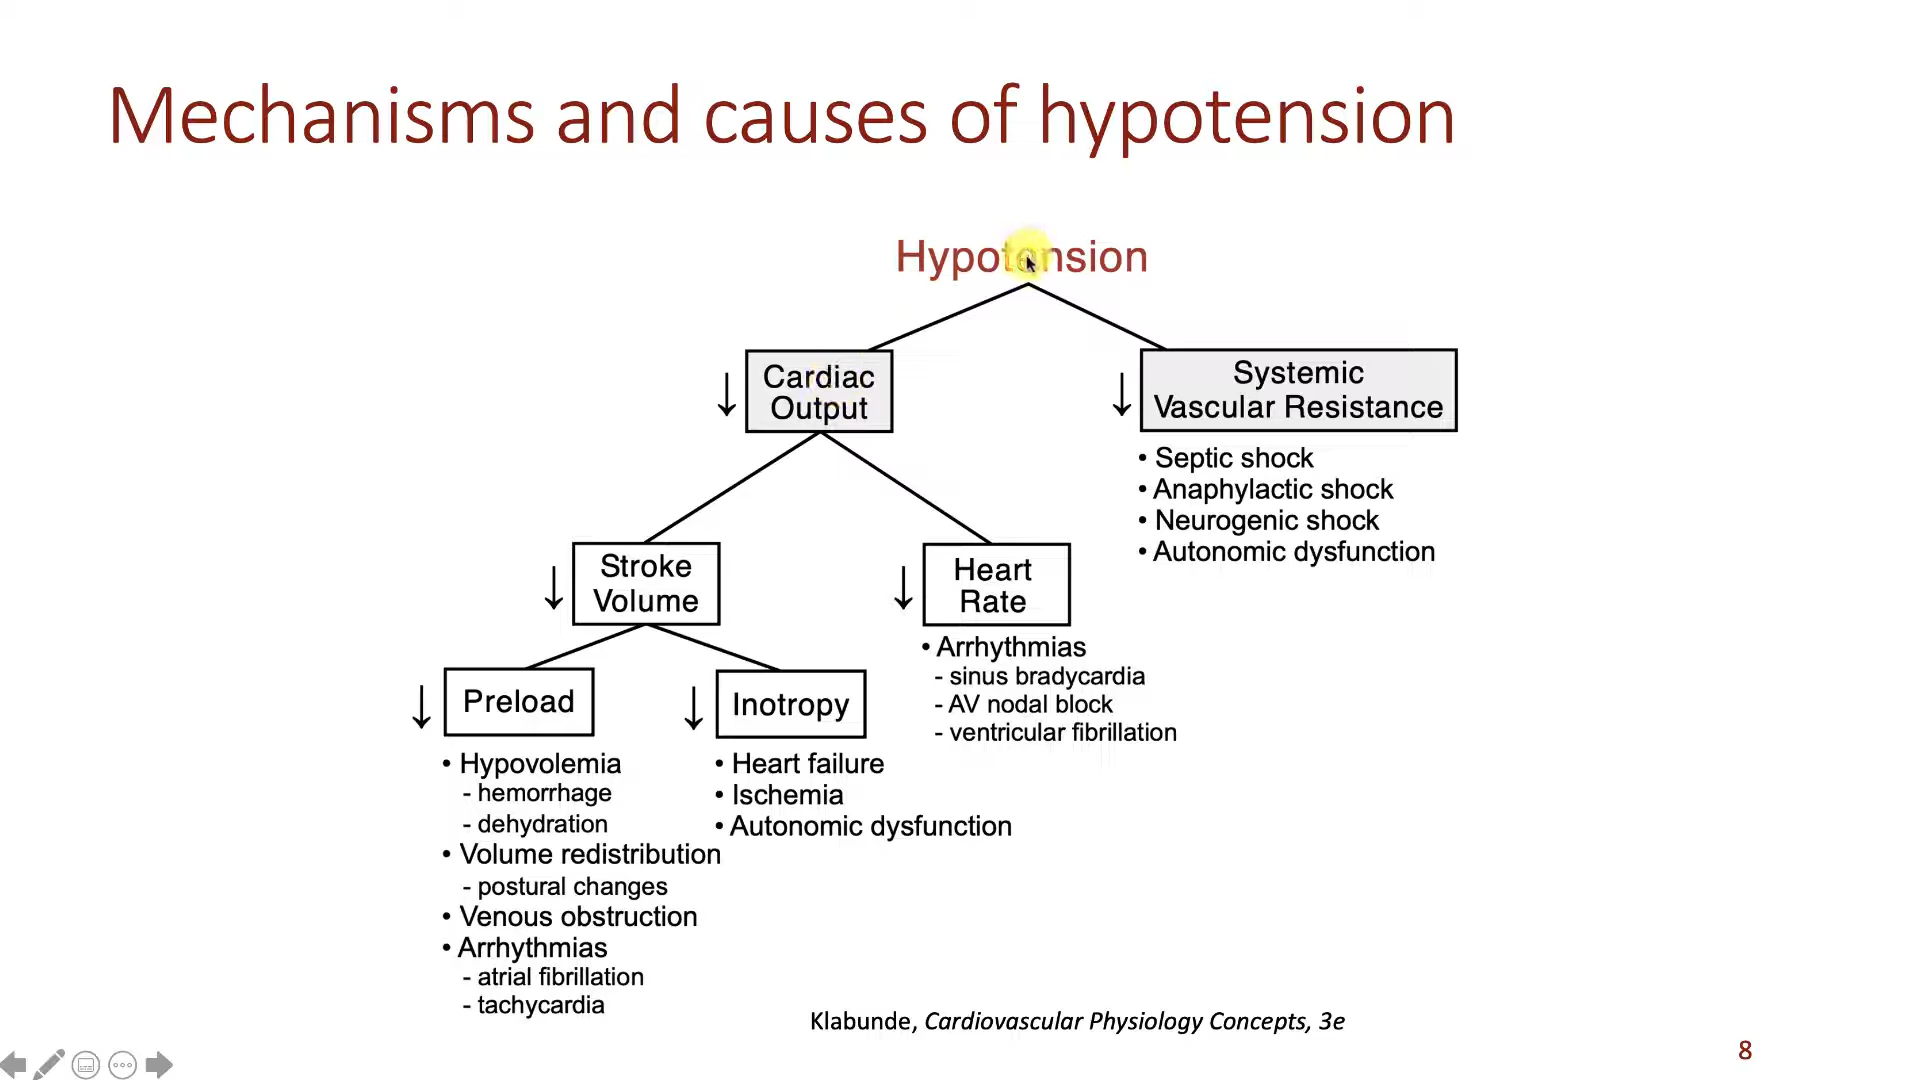 Mechanisms and causes of hypotension
Hypotension
↓ Cardiac
Output
↓ Systemic
Vascular Resistance
• Septic shock
• Anaphylactic shock
• Neurogenic shock
• Autonomic dysfunction
↓ Stroke
Volume
↓ Heart
Rate
• Arrhythmias
- sinus bradycardia
- AV nodal block
- ventricular fibrillation
↓ Preload
• Hypovolemia
- hemorrhage
- dehydration
• Volume redistribution
- postural changes
• Venous obstruction
• Arrhythmias
- atrial fibrillation
- tachycardia
↓ Inotropy
• Heart failure
• Ischemia
• Autonomic dysfunction
Klabunde, Cardiovascular Physiology Concepts, 3e
8